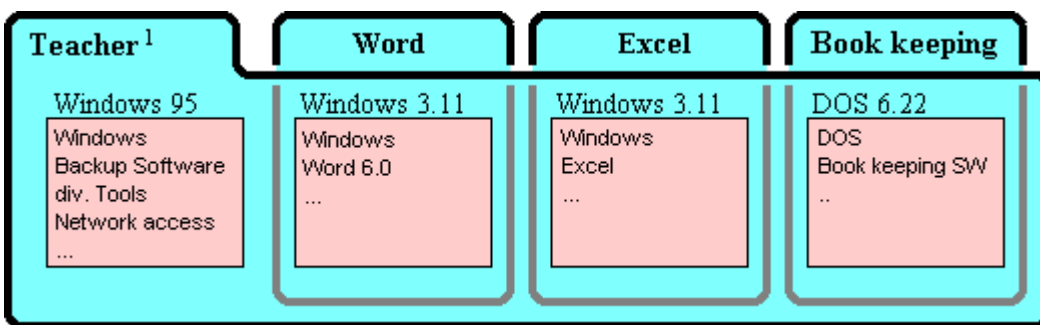 Teacher 1
Word
Excel
Book keeping
Windows 95
Windows
Backup Software
div. Tools
Network access
...
Windows 3.11
Windows
Word 6.0
...
Windows 3.11
Windows
Excel
...
DOS 6.22
DOS
Book keeping SW
..